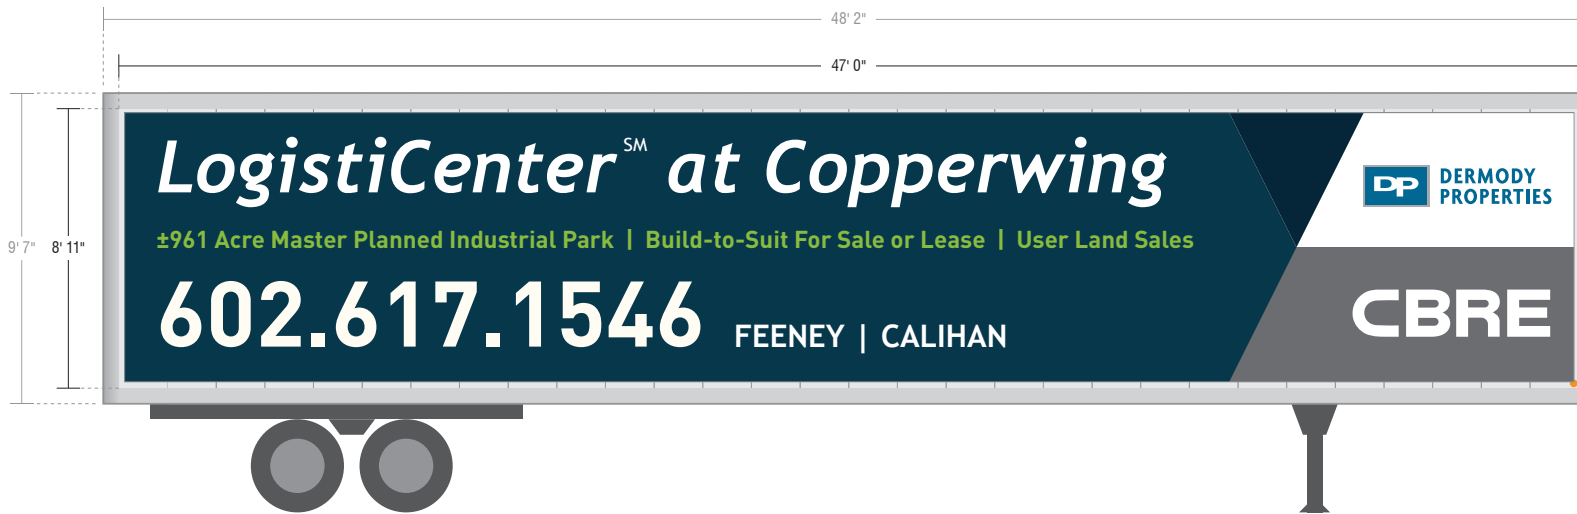 48' 2"
47' 0"
9' 7"
8' 11"
LogistiCenter℠ at Copperwing
±961 Acre Master Planned Industrial Park | Build-to-Suit For Sale or Lease | User Land Sales
602.617.1546 FEENEY | CALIHAN
DP DERMODY
PROPERTIES
CBRE